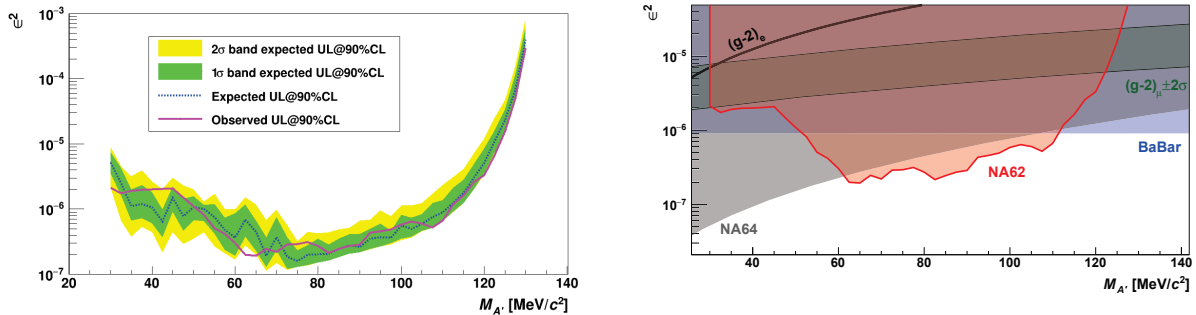 ϵ²
10⁻³
10⁻⁴
10⁻⁵
10⁻⁶
10⁻⁷
2σ band expected UL@90%CL
1σ band expected UL@90%CL
Expected UL@90%CL
Observed UL@90%CL
20 40 60 80 100 120 140
M_A' [MeV/c²]
ϵ²
10⁻⁵
10⁻⁶
10⁻⁷
(g-2)ₑ
(g-2)_μ±2σ
BaBar
NA62
NA64
40 60 80 100 120 140
M_A' [MeV/c²]